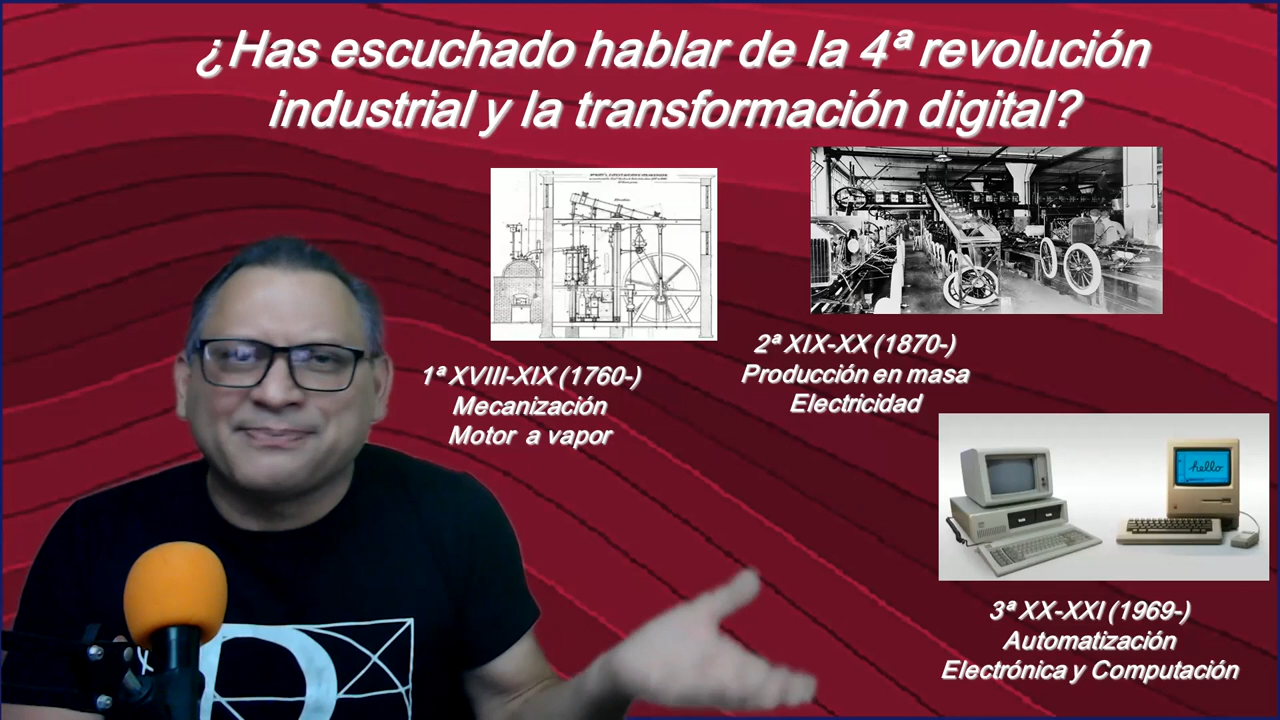 ¿Has escuchado hablar de la 4ª revolución
industrial y la transformación digital?
1ª XVIII-XIX (1760-)
Mecanización
Motor a vapor
2ª XIX-XX (1870-)
Producción en masa
Electricidad
hello
3ª XX-XXI (1969-)
Automatización
Electrónica y Computación